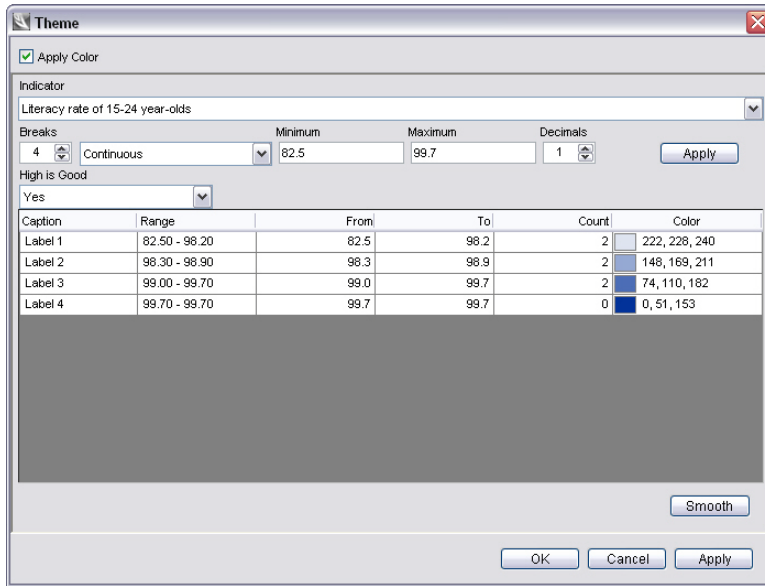 Theme
Apply Color
Indicator
Literacy rate of 15-24 year-olds
Breaks Minimum Maximum Decimals
4 Continuous 82.5 99.7 1 Apply
High is Good
Yes
Caption Range From To Count Color
Label 1 82.50 - 98.20 82.5 98.2 2 222, 228, 240
Label 2 98.30 - 98.90 98.3 98.9 2 148, 169, 211
Label 3 99.00 - 99.70 99.0 99.7 2 74, 110, 182
Label 4 99.70 - 99.70 99.7 99.7 0 0, 51, 153
Smooth
OK Cancel Apply